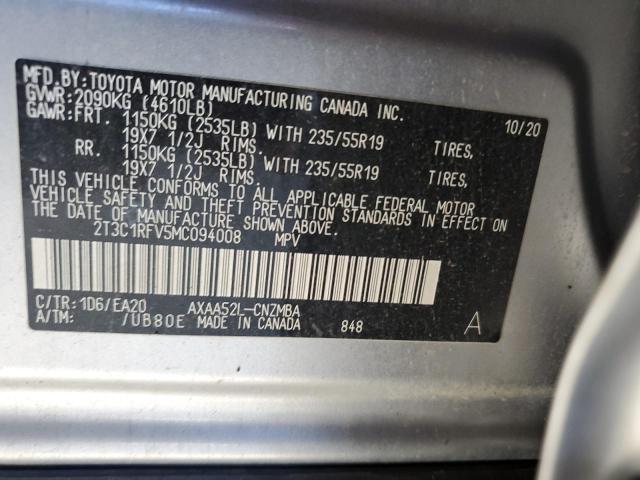 MFD.BY:TOYOTA MOTOR MANUFACTURING CANADA INC.
GVWR:2090KG (4610LB) 10/20
GAWR:FRT. 1150KG (2535LB) WITH 235/55R19 TIRES,
19X7 1/2J RIMS.
RR. 1150KG (2535LB) WITH 235/55R19 TIRES,
19X7 1/2J RIMS.
THIS VEHICLE CONFORMS TO ALL APPLICABLE FEDERAL MOTOR
VEHICLE SAFETY AND THEFT PREVENTION STANDARDS IN EFFECT ON
THE DATE OF MANUFACTURE SHOWN ABOVE.
2T3C1RFV5MC094008 MPV
C/TR:1D6/EA20 AXAA52L-CNZMBA
A/TM: /UB80E MADE IN CANADA 848 A